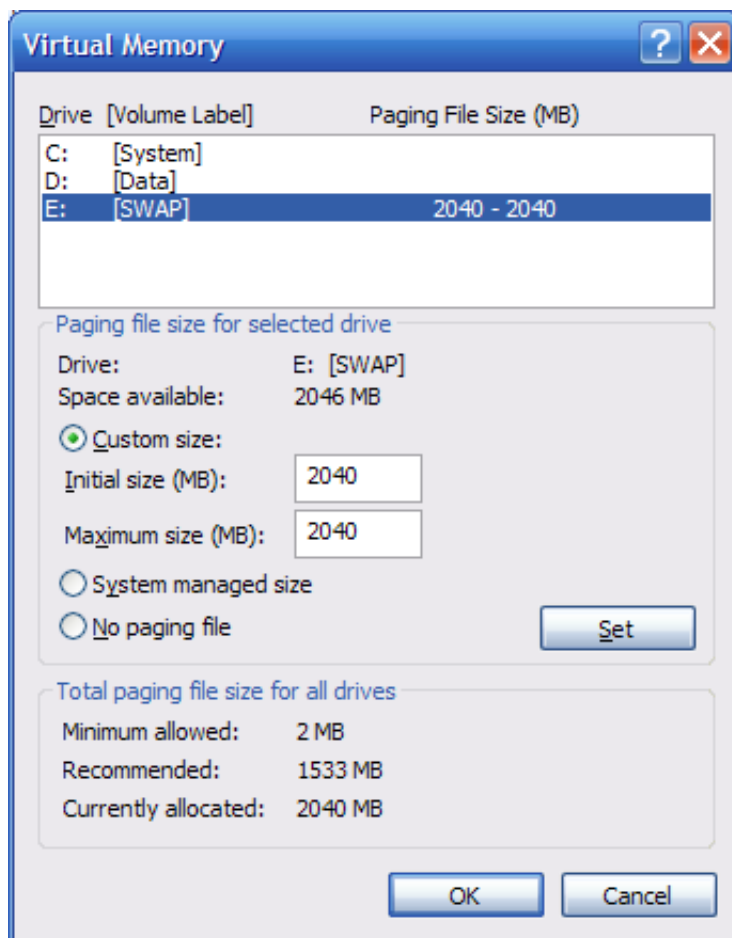 Virtual Memory
Drive [Volume Label] Paging File Size (MB)
C: [System]
D: [Data]
E: [SWAP] 2040 - 2040
Paging file size for selected drive
Drive: E: [SWAP]
Space available: 2046 MB
Custom size:
Initial size (MB): 2040
Maximum size (MB): 2040
System managed size
No paging file Set
Total paging file size for all drives
Minimum allowed: 2 MB
Recommended: 1533 MB
Currently allocated: 2040 MB
OK Cancel